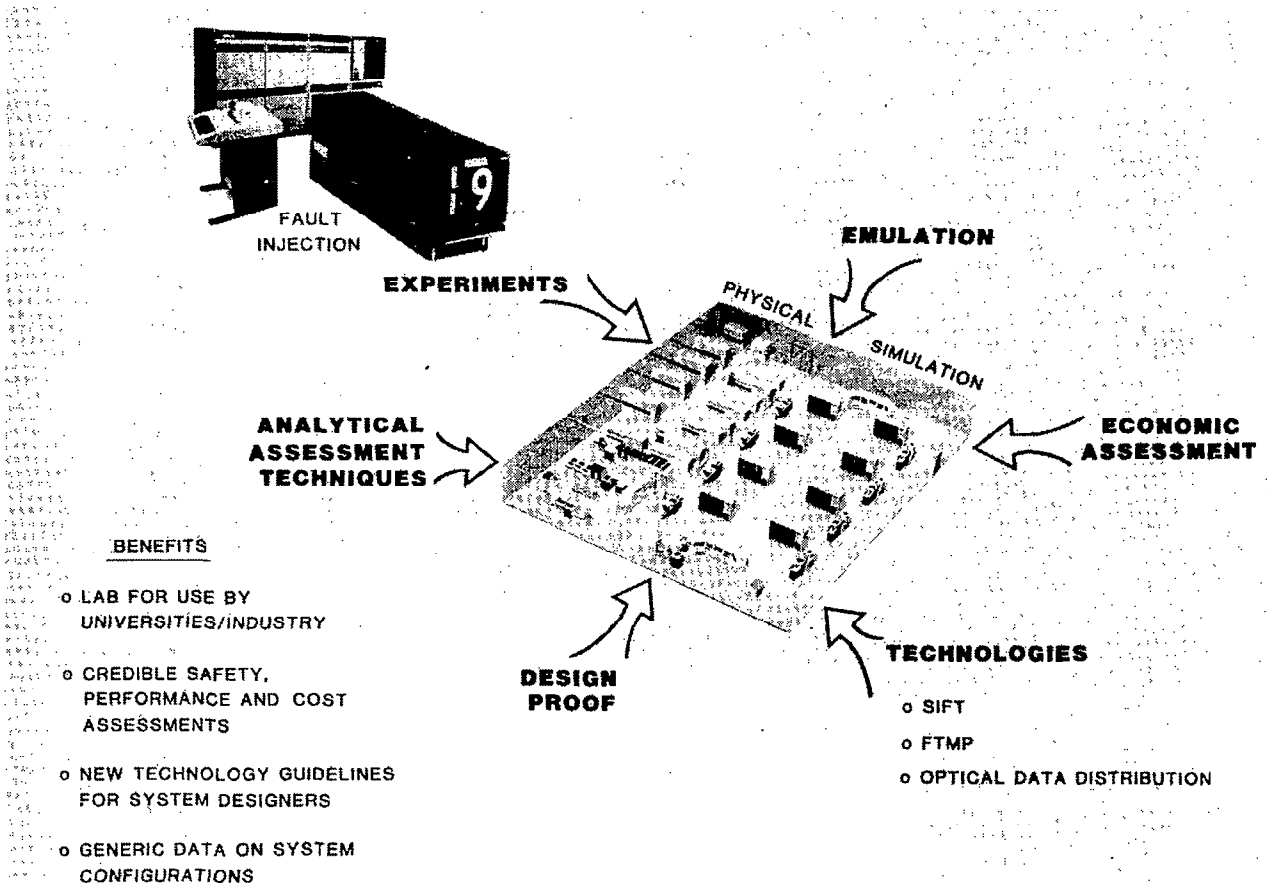 FAULT
INJECTION
EMULATION
EXPERIMENTS
PHYSICAL
SIMULATION
ANALYTICAL
ASSESSMENT
TECHNIQUES
ECONOMIC
ASSESSMENT
BENEFITS
o LAB FOR USE BY
UNIVERSITIES/INDUSTRY
o CREDIBLE SAFETY,
PERFORMANCE AND COST
ASSESSMENTS
o NEW TECHNOLOGY GUIDELINES
FOR SYSTEM DESIGNERS
o GENERIC DATA ON SYSTEM
CONFIGURATIONS
DESIGN
PROOF
TECHNOLOGIES
o SIFT
o FTMP
o OPTICAL DATA DISTRIBUTION